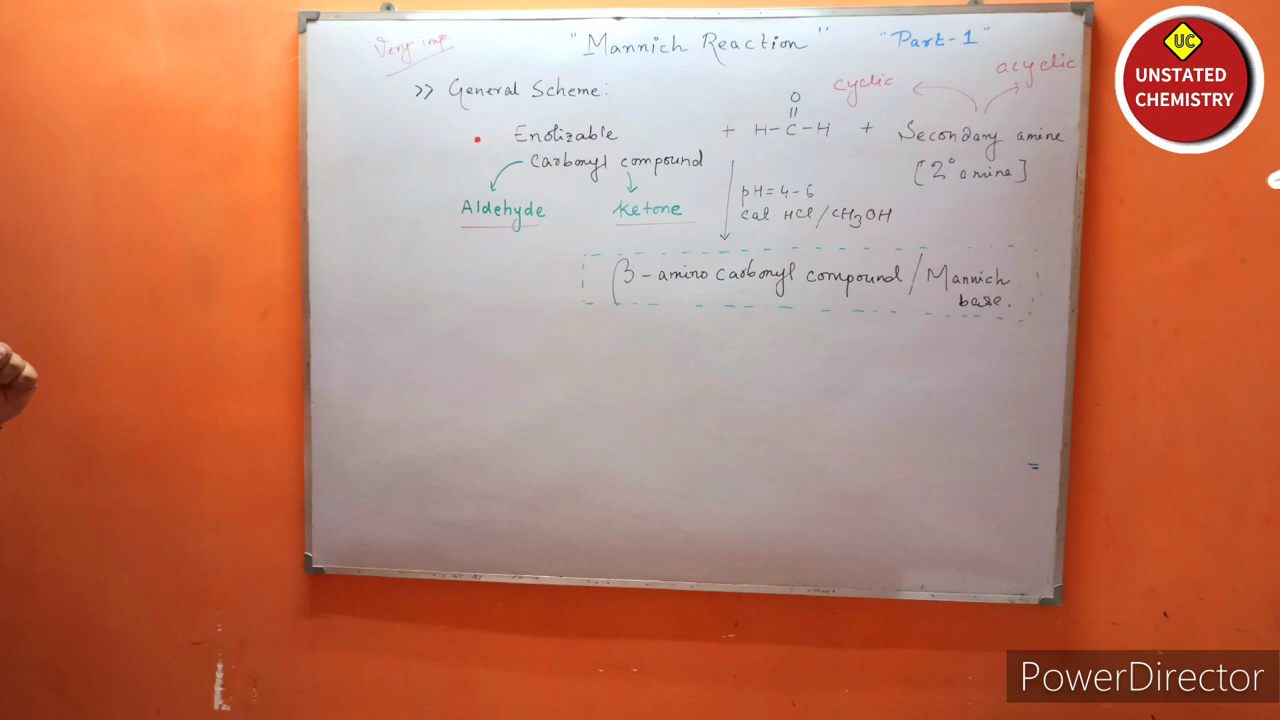 Very imp.
"Mannich Reaction" "Part-1"
>> General Scheme:
cyclic
acyclic
• Enolizable
Carbonyl compound
Aldehyde
Ketone
+ H-C-H + Secondary amine
O
||
[2° amine]
pH = 4-6
cat HCl/CH3OH
β-amino carbonyl compound/Mannich
base.
=
UC
UNSTATED
CHEMISTRY
PowerDirector